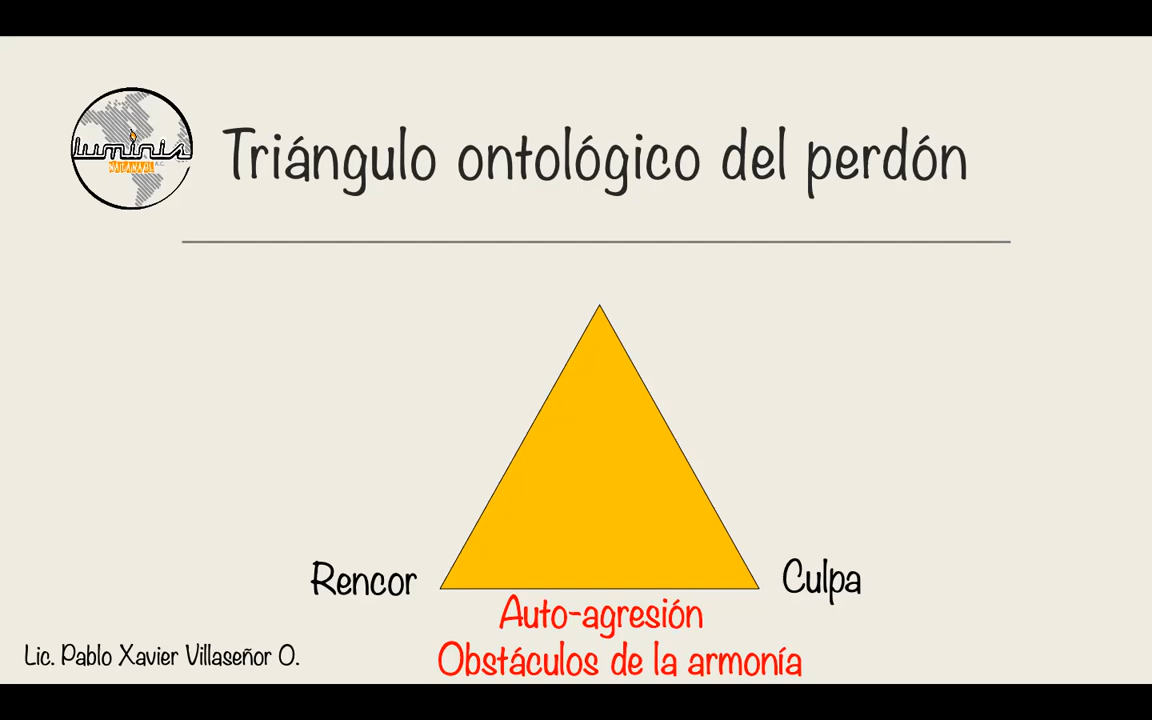 luminis
Triángulo ontológico del perdón
Rencor
Culpa
Auto-agresión
Obstáculos de la armonía
Lic. Pablo Xavier Villaseñor O.